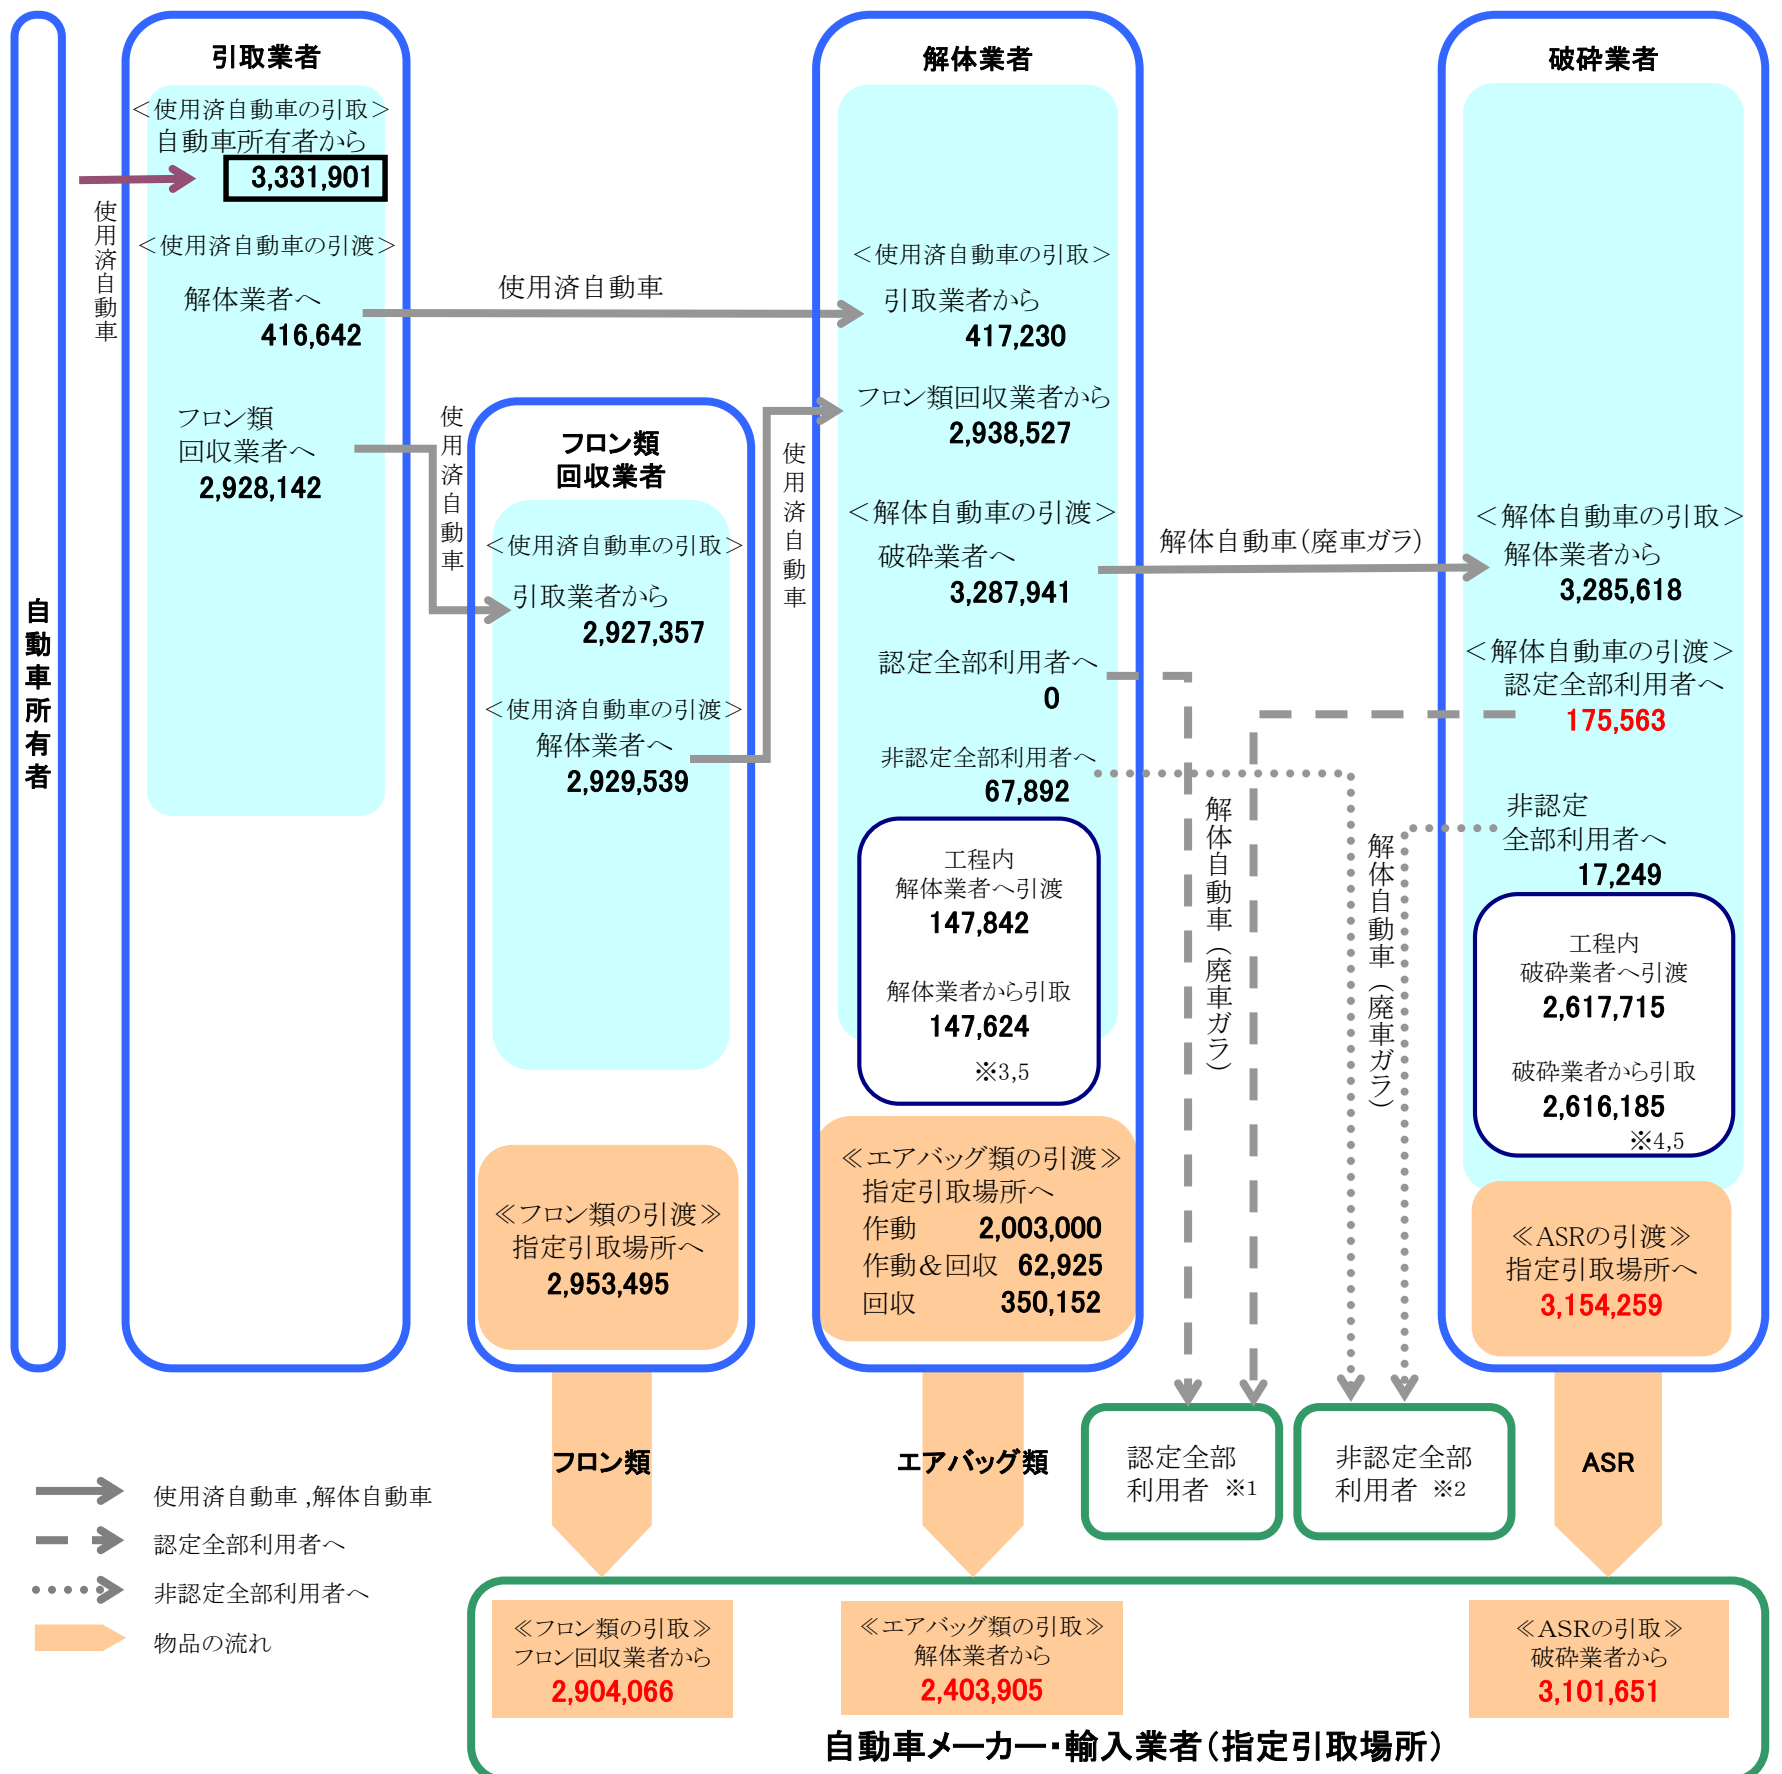 自動車所有者
使用済自動車
引取業者
＜使用済自動車の引取＞
自動車所有者から
3,331,901
＜使用済自動車の引渡＞
解体業者へ
416,642
フロン類
回収業者へ
2,928,142
使用済自動車
使用済自動車
フロン類
回収業者
＜使用済自動車の引取＞
引取業者から
2,927,357
＜使用済自動車の引渡＞
解体業者へ
2,929,539
≪フロン類の引渡≫
指定引取場所へ
2,953,495
使用済自動車
解体業者
＜使用済自動車の引取＞
引取業者から
417,230
フロン類回収業者から
2,938,527
＜解体自動車の引渡＞
破砕業者へ
3,287,941
認定全部利用者へ
0
非認定全部利用者へ
67,892
工程内
解体業者へ引渡
147,842
解体業者から引取
147,624
※3,5
≪エアバッグ類の引渡≫
指定引取場所へ
作動 2,003,000
作動＆回収 62,925
回収 350,152
解体自動車（廃車ガラ）
解体自動車（廃車ガラ）
解体自動車（廃車ガラ）
破砕業者
＜解体自動車の引取＞
解体業者から
3,285,618
＜解体自動車の引渡＞
認定全部利用者へ
175,563
非認定
全部利用者へ
17,249
工程内
破砕業者へ引渡
2,617,715
破砕業者から引取
2,616,185
※4,5
≪ASRの引渡≫
指定引取場所へ
3,154,259
フロン類
エアバッグ類
認定全部
利用者 ※1
非認定全部
利用者 ※2
ASR
使用済自動車 ,解体自動車
認定全部利用者へ
非認定全部利用者へ
物品の流れ
≪フロン類の引取≫
フロン回収業者から
2,904,066
≪エアバッグ類の引取≫
解体業者から
2,403,905
≪ASRの引取≫
破砕業者から
3,101,651
自動車メーカー・輸入業者（指定引取場所）